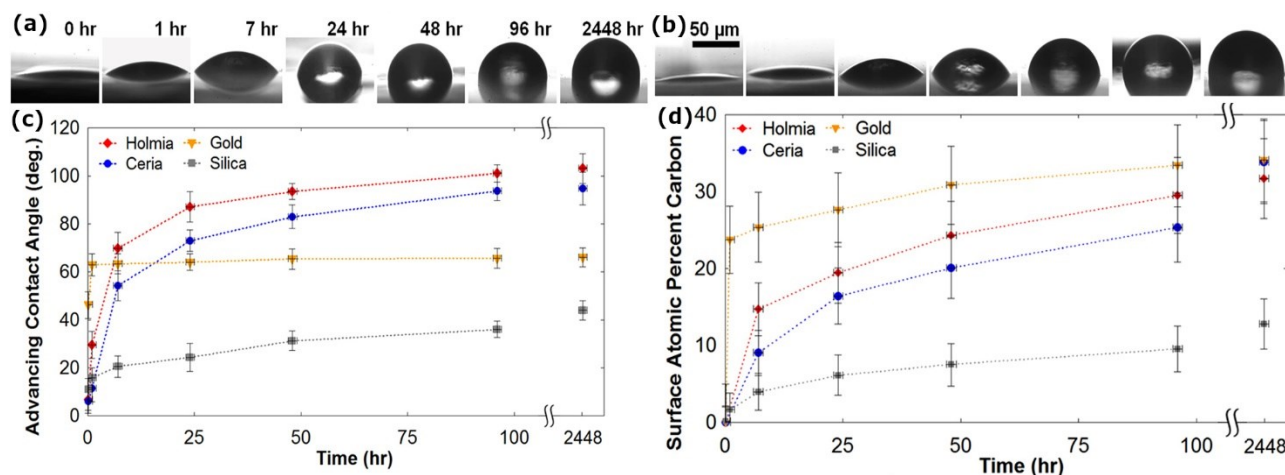 (a) 0 hr 1 hr 7 hr 24 hr 48 hr 96 hr 2448 hr
(b) 50 µm
(c)
Advancing Contact Angle (deg.)
120
100
80
60
40
20
0
Holmia Gold
Ceria Silica
0 25 50 75 100 2448
Time (hr)
(d)
Surface Atomic Percent Carbon
40
30
20
10
0
Holmia Gold
Ceria Silica
0 25 50 75 100 2448
Time (hr)